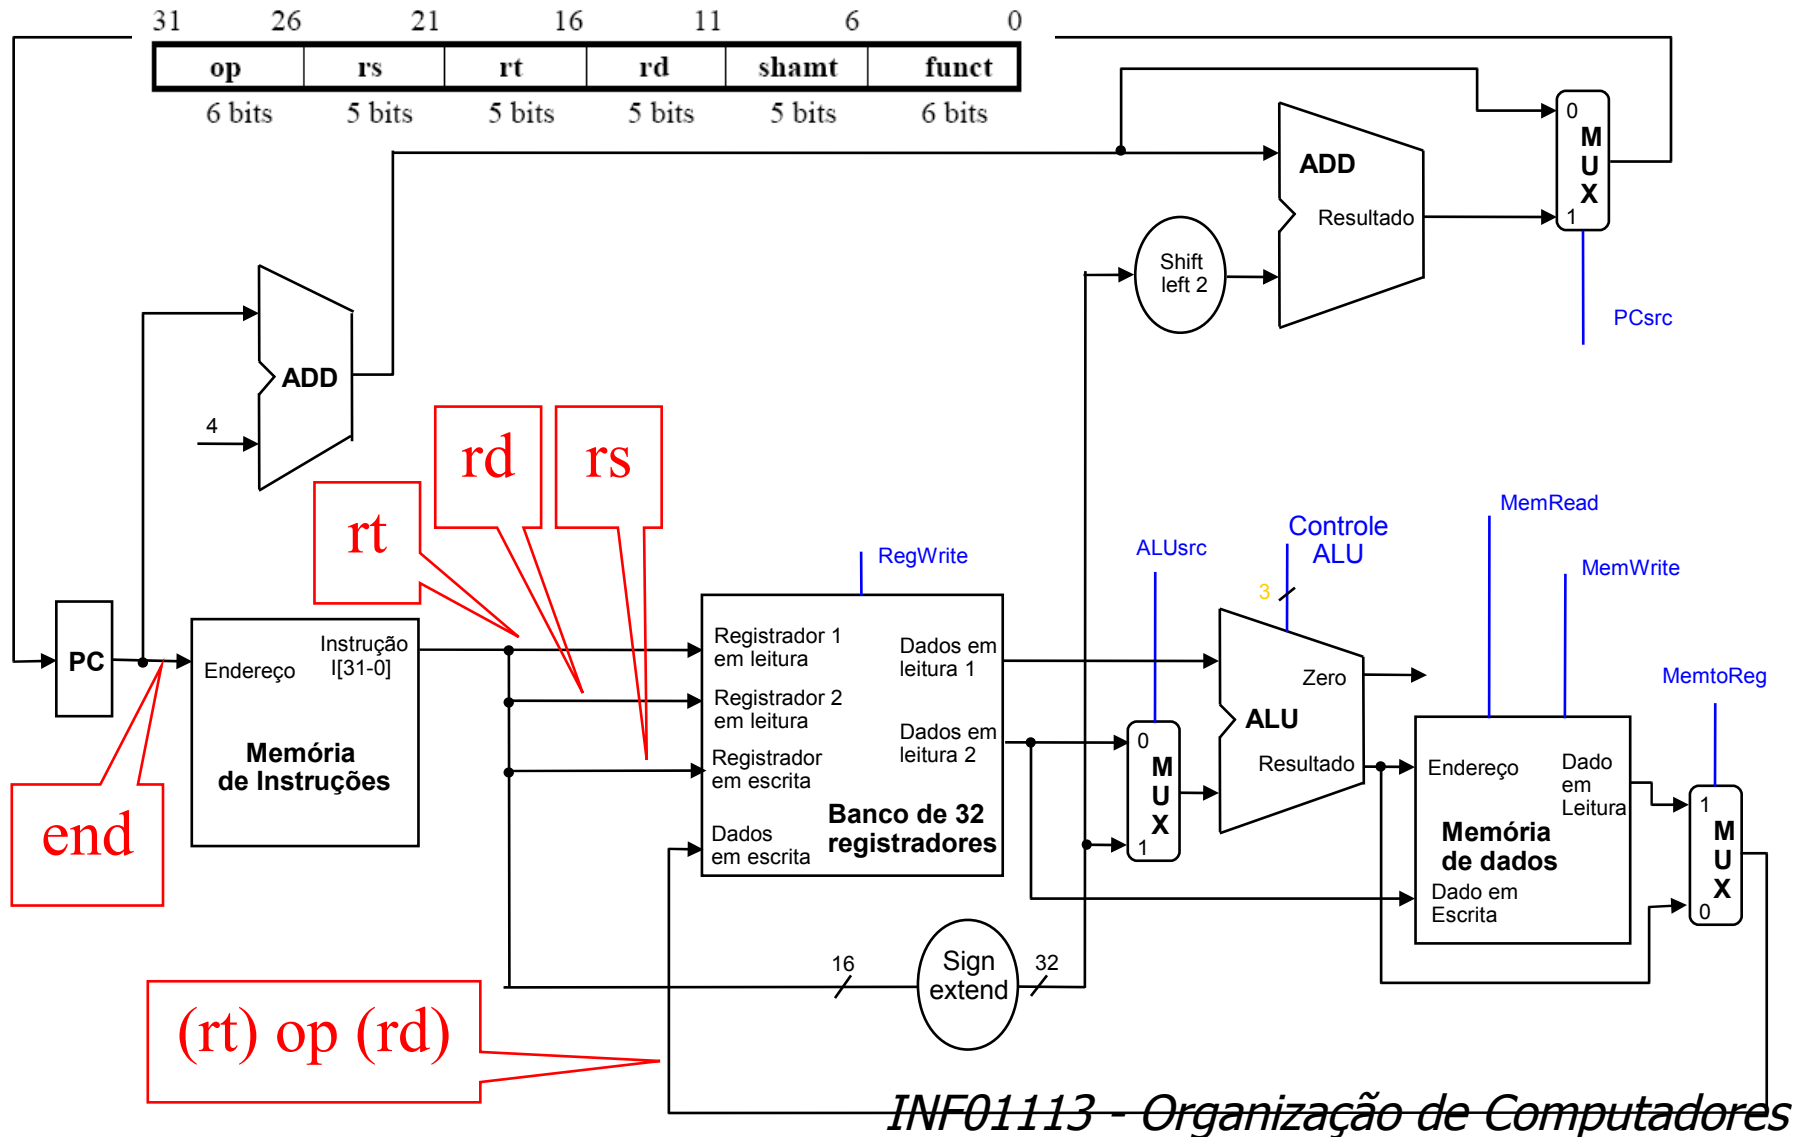 31 26 21 16 11 6 0
op rs rt rd shamt funct
6 bits 5 bits 5 bits 5 bits 5 bits 6 bits
0
M
U
X
1
ADD
Resultado
Shift
left 2
PCsrc
ADD
4
rd
rs
rt
MemRead
Controle
ALU
ALUsrc
RegWrite
MemWrite
3
PC
Endereço
Instrução
I[31-0]
Memória
de Instruções
Registrador 1
em leitura
Registrador 2
em leitura
Registrador
em escrita
Dados
em escrita
Dados em
leitura 1
Dados em
leitura 2
Banco de 32
registradores
0
M
U
X
1
Zero
ALU
Resultado
MemtoReg
Endereço
Dado
em
Leitura
Memória
de dados
Dado em
Escrita
1
M
U
X
0
end
16
Sign
extend
32
(rt) op (rd)
INF01113 - Organização de Computadores